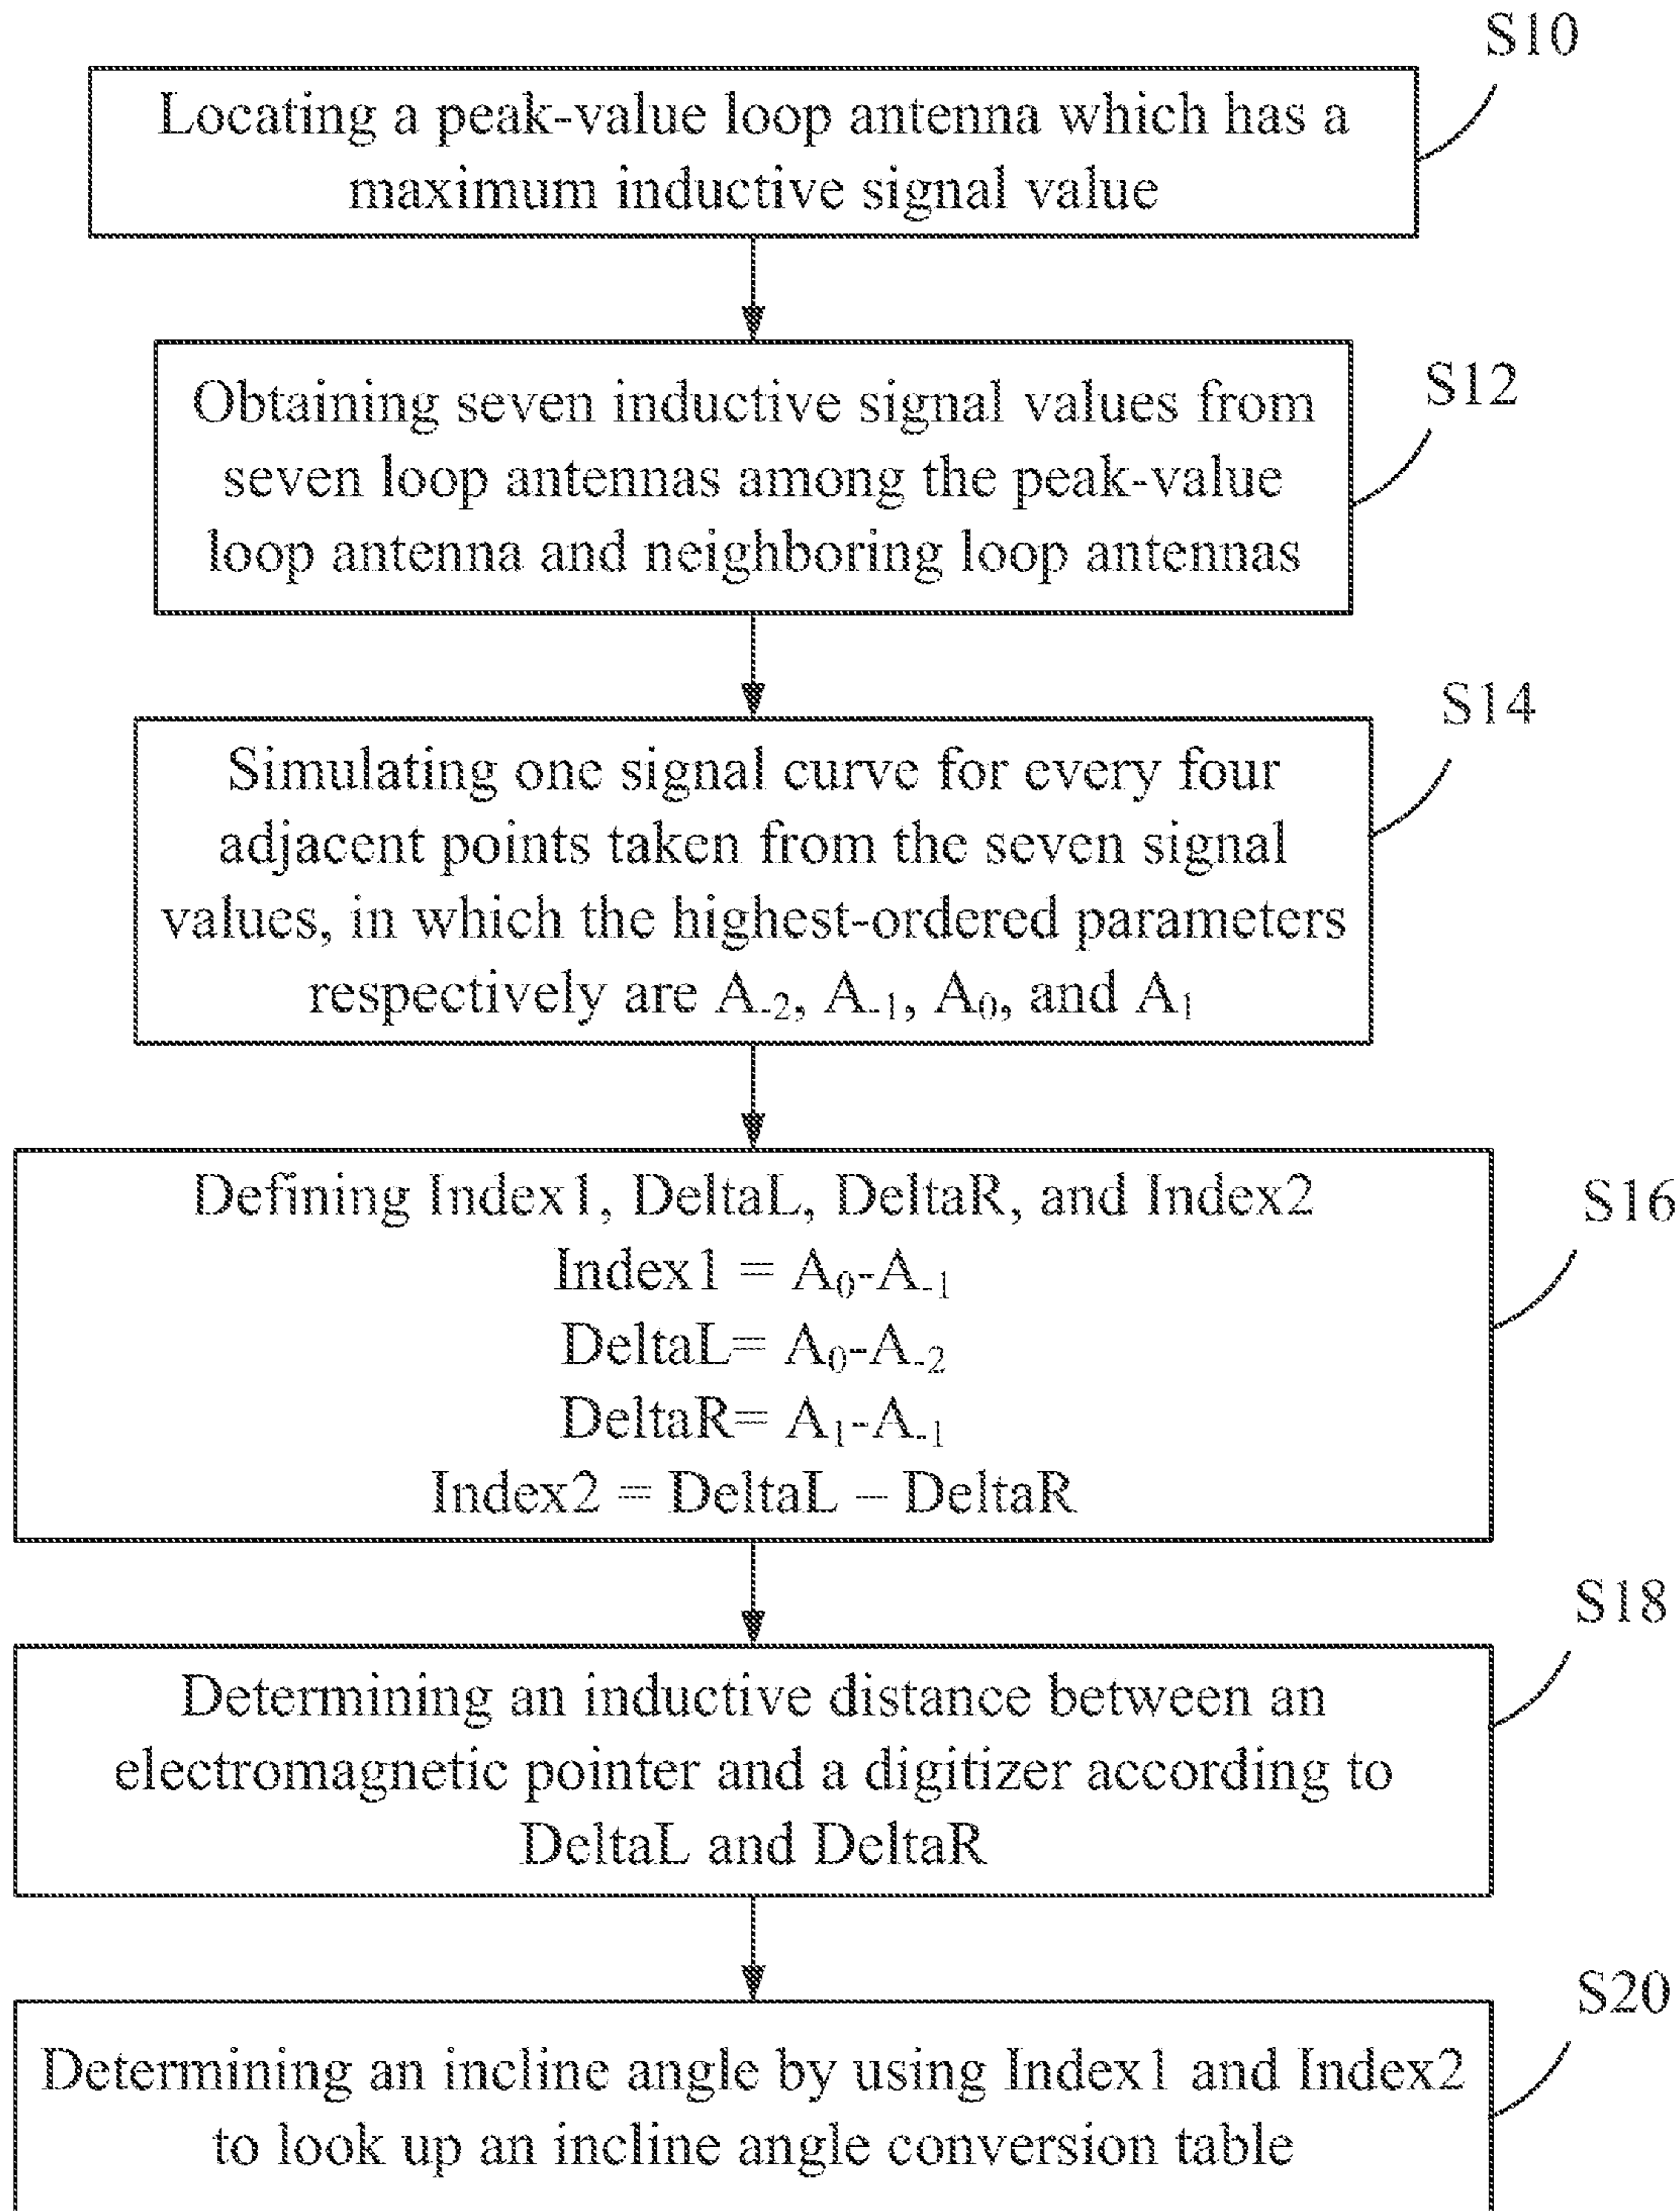 S10
Locating a peak-value loop antenna which has a
maximum inductive signal value
S12
Obtaining seven inductive signal values from
seven loop antennas among the peak-value
loop antenna and neighboring loop antennas
S14
Simulating one signal curve for every four
adjacent points taken from the seven signal
values, in which the highest-ordered parameters
respectively are A₋₂, A₋₁, A₀, and A₁
S16
Defining Index1, DeltaL, DeltaR, and Index2
Index1 = A₀-A₋₁
DeltaL= A₀-A₋₂
DeltaR= A₁-A₋₁
Index2 = DeltaL – DeltaR
S18
Determining an inductive distance between an
electromagnetic pointer and a digitizer according to
DeltaL and DeltaR
S20
Determining an incline angle by using Index1 and Index2
to look up an incline angle conversion table